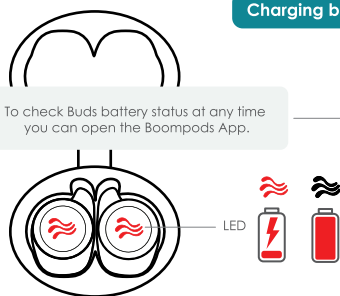 Charging b
To check Buds battery status at any time
you can open the Boompods App.
LED